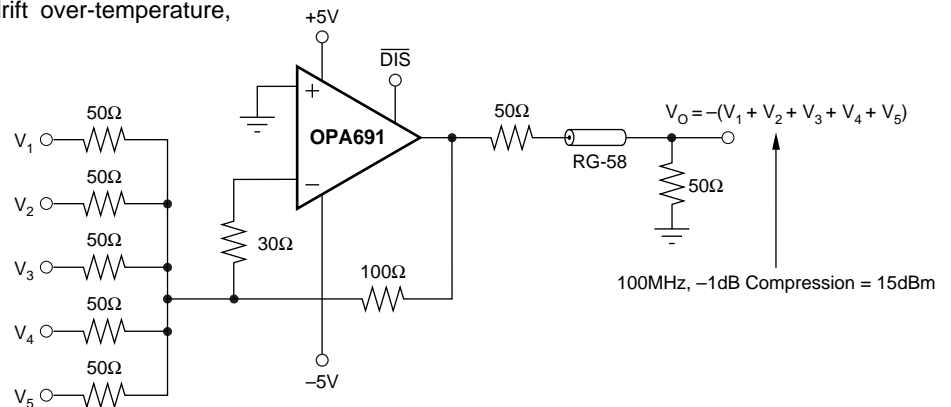 drift over-temperature,
+5V
DIS
50Ω
V1
50Ω
V2
50Ω
V3
50Ω
V4
50Ω
V5
+
OPA691
–
30Ω
100Ω
–5V
50Ω
RG-58
VO = –(V1 + V2 + V3 + V4 + V5)
50Ω
100MHz, –1dB Compression = 15dBm